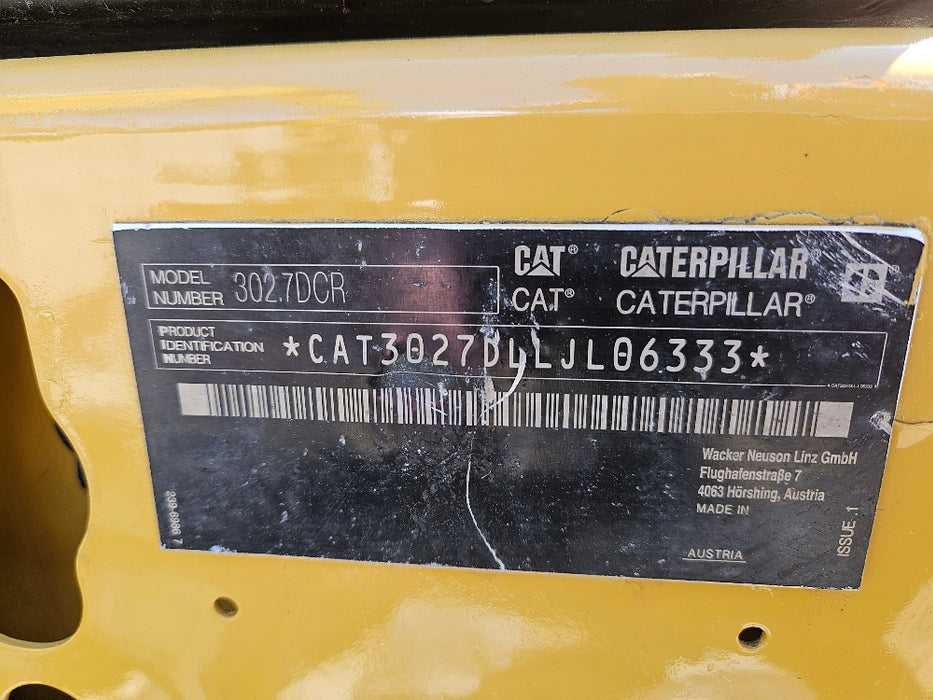 CAT® CATERPILLAR
CAT® CATERPILLAR®
MODEL NUMBER 302.7DCR
PRODUCT IDENTIFICATION NUMBER *CAT3027DLLJL06333*
Wacker Neuson Linz GmbH
Flughafenstraße 7
4063 Hörshing, Austria
MADE IN
AUSTRIA
ISSUE 1